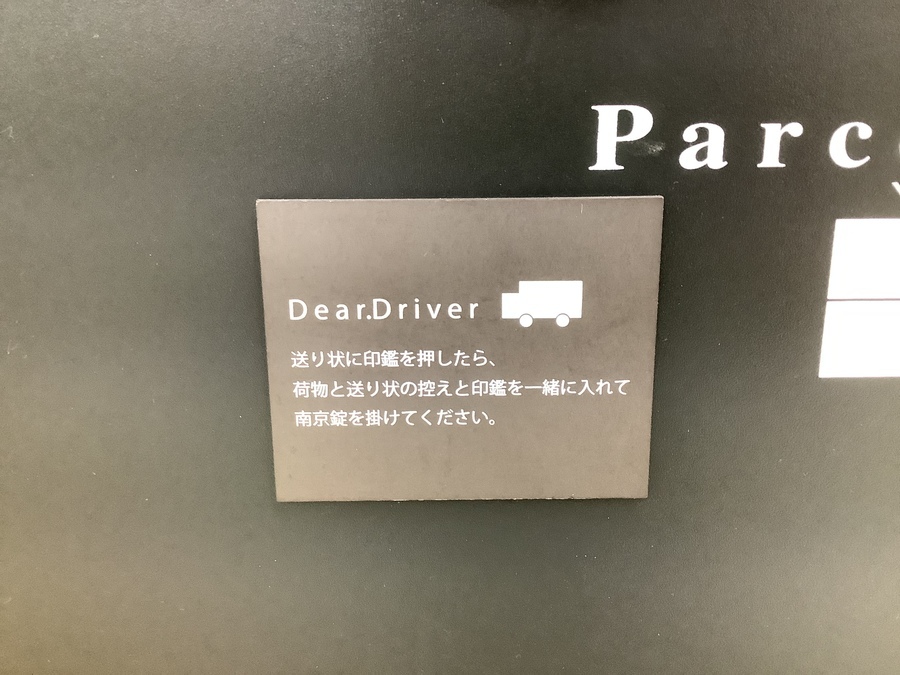 Parc
Dear.Driver
送り状に印鑑を押したら、
荷物と送り状の控えと印鑑を一緒に入れて
南京錠を掛けてください。